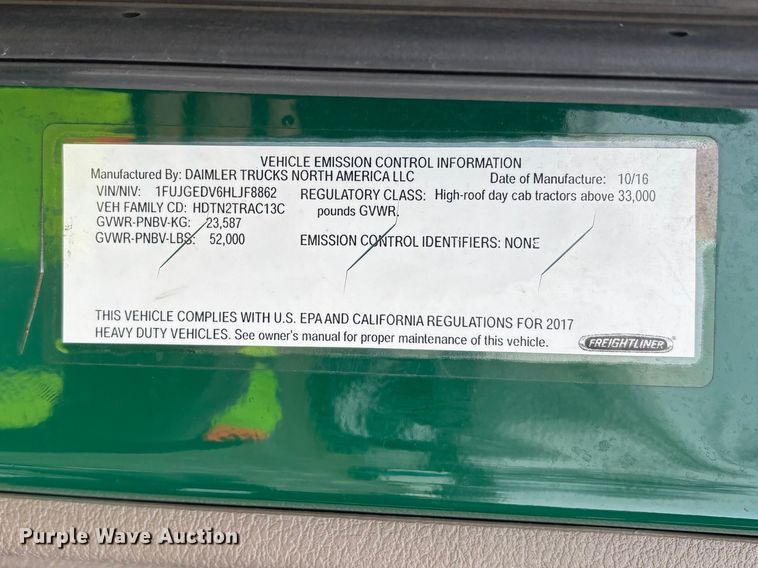 VEHICLE EMISSION CONTROL INFORMATION
Manufactured By: DAIMLER TRUCKS NORTH AMERICA LLC Date of Manufacture: 10/16
VIN/NIV: 1FUJGEDV6HLJF8862 REGULATORY CLASS: High-roof day cab tractors above 33,000
VEH FAMILY CD: HDTN2TRAC13C pounds GVWR.
GVWR-PNBV-KG: 23,587
GVWR-PNBV-LBS: 52,000 EMISSION CONTROL IDENTIFIERS: NONE
THIS VEHICLE COMPLIES WITH U.S. EPA AND CALIFORNIA REGULATIONS FOR 2017
HEAVY DUTY VEHICLES. See owner's manual for proper maintenance of this vehicle.
FREIGHTLINER
Purple Wave Auction